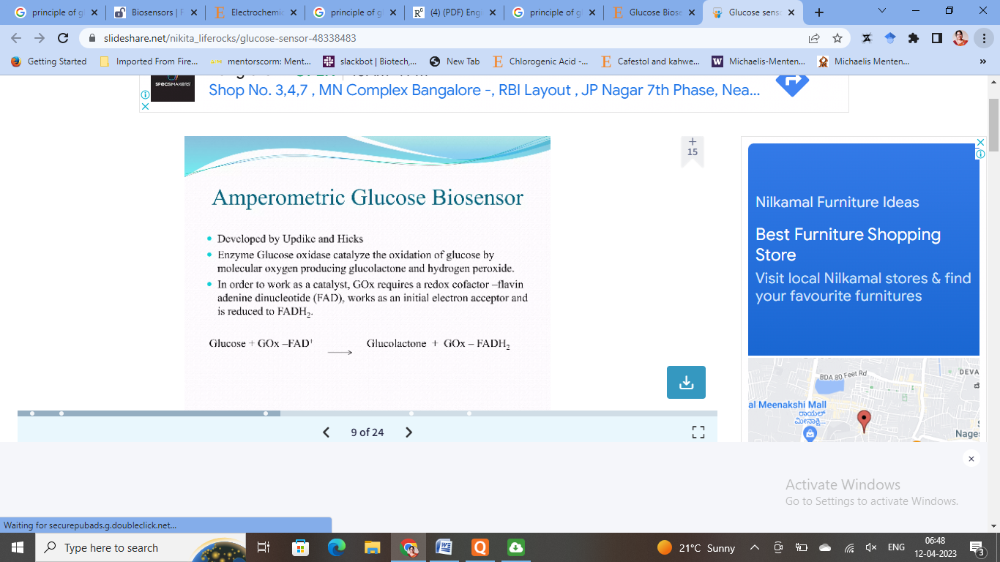 principle of gl
Biosensors | F
Electrochemic
principle of gl
(4) (PDF) Engi
principle of gl
Glucose Biose
Glucose senso
slideshare.net/nikita_liferocks/glucose-sensor-48338483
Getting Started
Imported From Fire...
mentorscorm: Ment...
slackbot | Biotech,...
New Tab
Chlorogenic Acid -...
Cafestol and kahwe...
Michaelis-Menten...
Michaelis Menten...
SPECSMAKERS
Shop No. 3,4,7 , MN Complex Bangalore -, RBI Layout , JP Nagar 7th Phase, Nea...
15
Amperometric Glucose Biosensor
• Developed by Updike and Hicks
• Enzyme Glucose oxidase catalyze the oxidation of glucose by
molecular oxygen producing glucolactone and hydrogen peroxide.
• In order to work as a catalyst, GOx requires a redox cofactor –flavin
adenine dinucleotide (FAD), works as an initial electron acceptor and
is reduced to FADH₂.
Glucose + GOx –FAD⁺ → Glucolactone + GOx – FADH₂
9 of 24
Nilkamal Furniture Ideas
Best Furniture Shopping
Store
Visit local Nilkamal stores & find
your favourite furnitures
BDA 80 Feet Rd
DEVA
al Meenakshi Mall
ರಾಯಲ್
ಮೀನಾಕ್ಷಿ...
Nages
Activate Windows
Go to Settings to activate Windows.
Waiting for securepubads.g.doubleclick.net...
Type here to search
21°C Sunny
ENG
06:48
12-04-2023
3